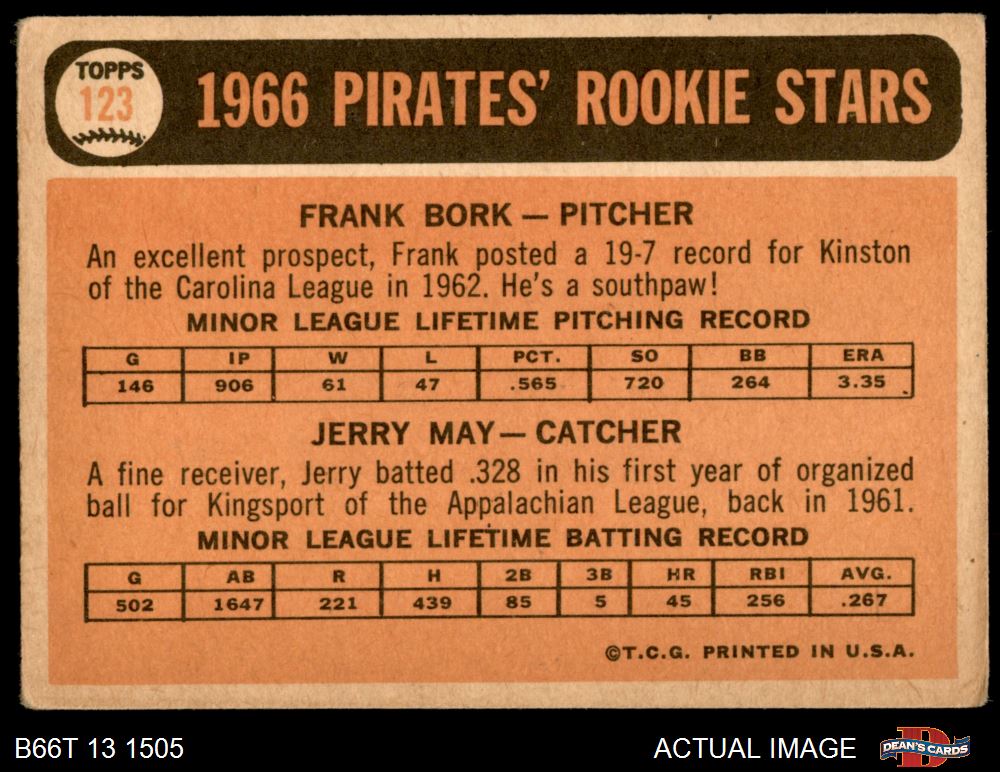 TOPPS
123
1966 PIRATES' ROOKIE STARS
FRANK BORK — PITCHER
An excellent prospect, Frank posted a 19-7 record for Kinston
of the Carolina League in 1962. He's a southpaw!
MINOR LEAGUE LIFETIME PITCHING RECORD
G IP W L PCT. SO BB ERA
146 906 61 47 .565 720 264 3.35
JERRY MAY — CATCHER
A fine receiver, Jerry batted .328 in his first year of organized
ball for Kingsport of the Appalachian League, back in 1961.
MINOR LEAGUE LIFETIME BATTING RECORD
G AB R H 2B 3B HR RBI AVG.
502 1647 221 439 85 5 45 256 .267
©T.C.G. PRINTED IN U.S.A.
B66T 13 1505 ACTUAL IMAGE DEAN'S CARDS